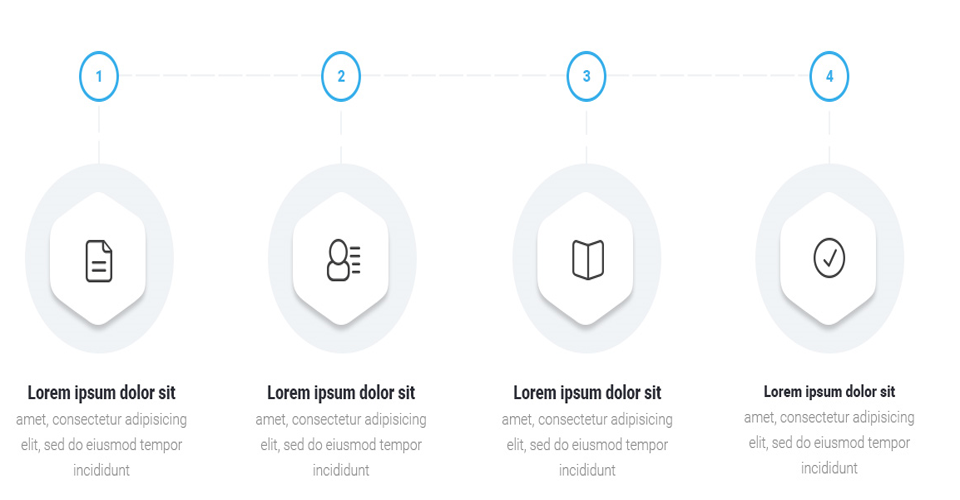 1
2
3
4
Lorem ipsum dolor sit
amet, consectetur adipisicing
elit, sed do eiusmod tempor
incididunt
Lorem ipsum dolor sit
amet, consectetur adipisicing
elit, sed do eiusmod tempor
incididunt
Lorem ipsum dolor sit
amet, consectetur adipisicing
elit, sed do eiusmod tempor
incididunt
Lorem ipsum dolor sit
amet, consectetur adipisicing
elit, sed do eiusmod tempor
incididunt